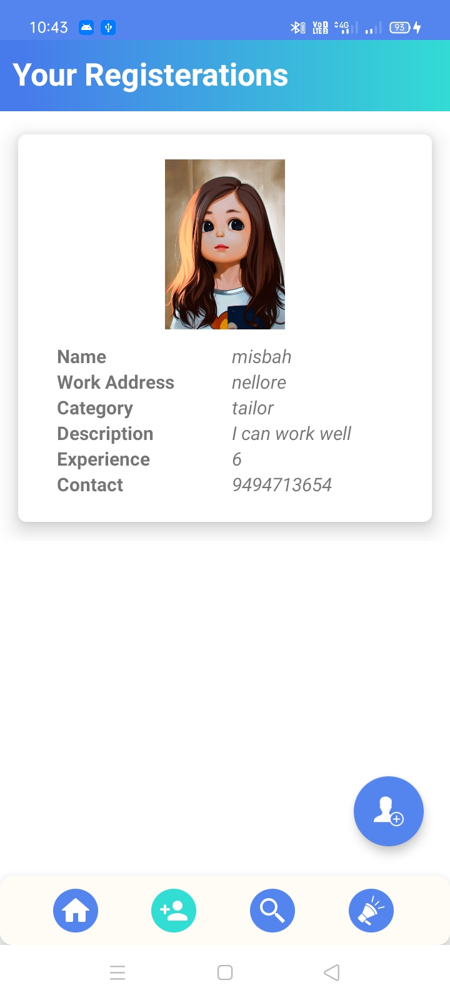 10:43 VoD LTE2 4G 93
Your Registerations
Name misbah
Work Address nellore
Category tailor
Description I can work well
Experience 6
Contact 9494713654